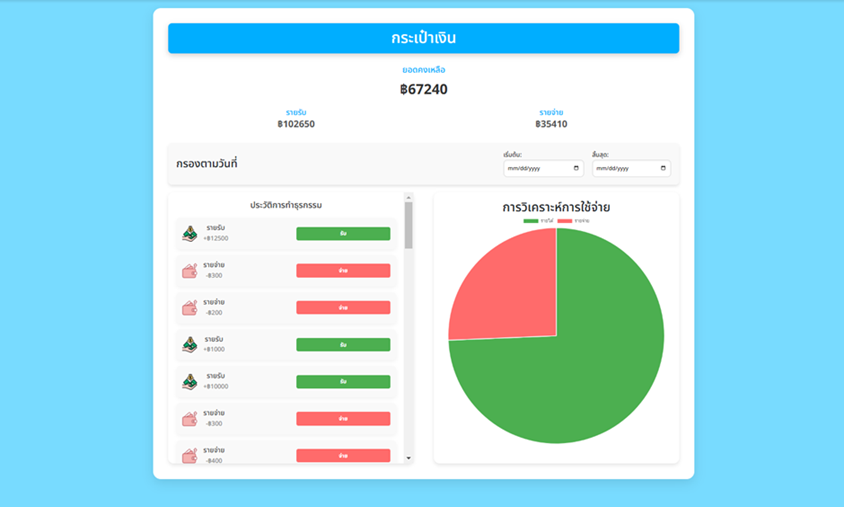 กระเป๋าเงิน
ยอดคงเหลือ
฿67240
รายรับ
฿102650
รายจ่าย
฿35410
กรองตามวันที่
เริ่มต้น:
mm/dd/yyyy
สิ้นสุด:
mm/dd/yyyy
ประวัติการทำธุรกรรม
รายรับ
+฿12500
รับ
รายจ่าย
-฿300
จ่าย
รายจ่าย
-฿200
จ่าย
รายรับ
+฿1000
รับ
รายรับ
+฿10000
รับ
รายจ่าย
-฿300
จ่าย
รายจ่าย
-฿400
จ่าย
การวิเคราะห์การใช้จ่าย
รายได้
รายจ่าย